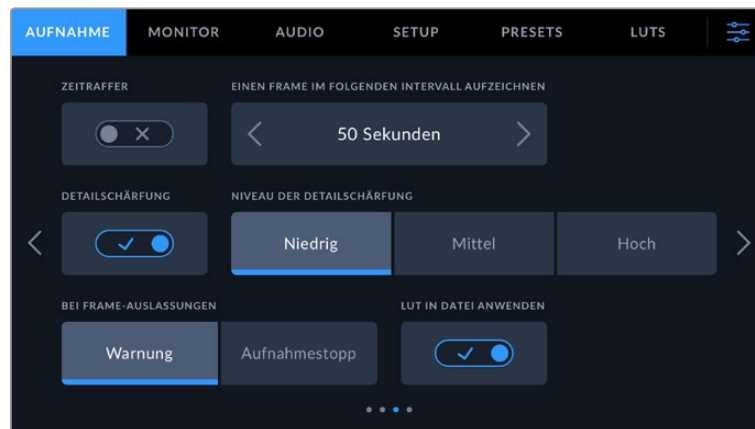 AUFNAHME MONITOR AUDIO SETUP PRESETS LUTS
ZEITRAFFER EINEN FRAME IM FOLGENDEN INTERVALL AUFZEICHNEN
50 Sekunden
DETAILSCHÄRFUNG NIVEAU DER DETAILSCHÄRFUNG
Niedrig Mittel Hoch
BEI FRAME-AUSLASSUNGEN LUT IN DATEI ANWENDEN
Warnung Aufnahmestopp